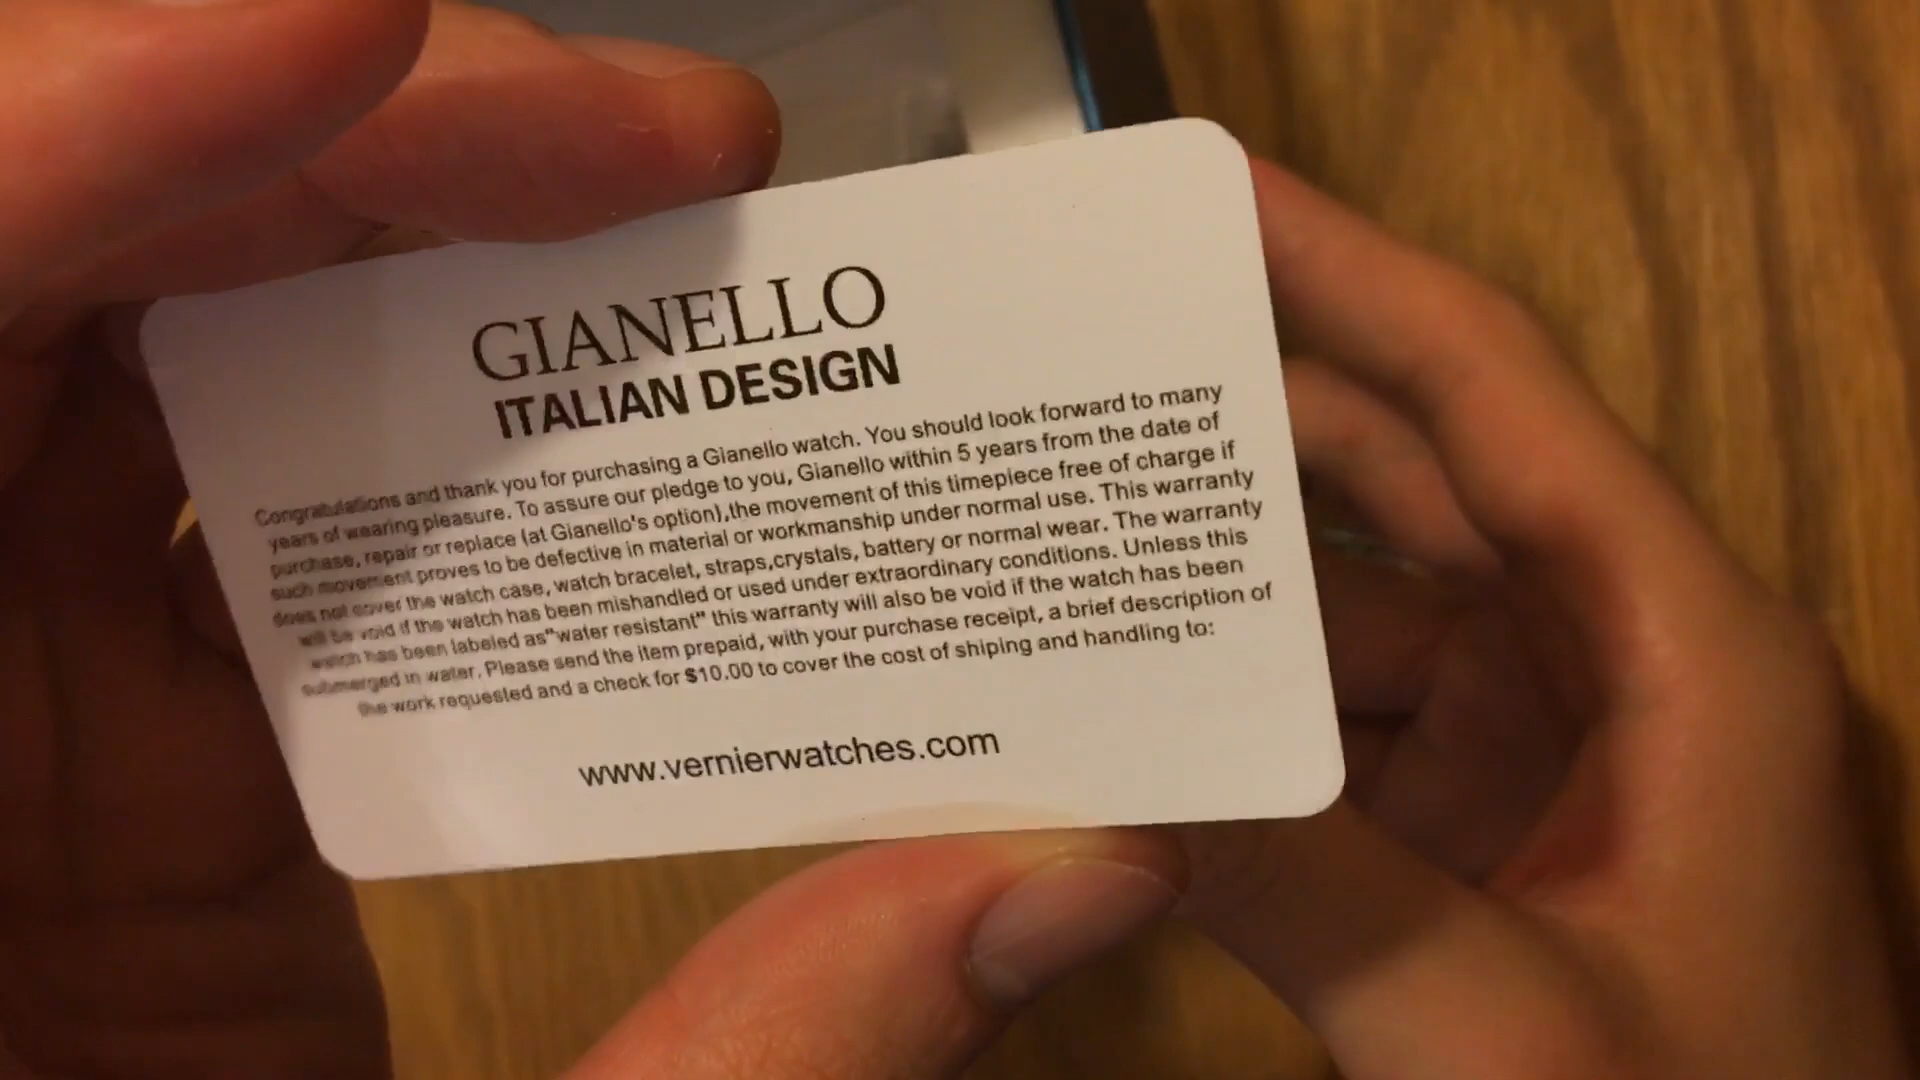 GIANELLO
ITALIAN DESIGN
Congratulations and thank you for purchasing a Gianello watch. You should look forward to many
years of wearing pleasure. To assure our pledge to you, Gianello within 5 years from the date of
purchase, repair or replace (at Gianello's option),the movement of this timepiece free of charge if
such movement proves to be defective in material or workmanship under normal use. This warranty
does not cover the watch case, watch bracelet, straps,crystals, battery or normal wear. The warranty
will be void if the watch has been mishandled or used under extraordinary conditions. Unless this
watch has been labeled as"water resistant" this warranty will also be void if the watch has been
submerged in water. Please send the item prepaid, with your purchase receipt, a brief description of
the work requested and a check for $10.00 to cover the cost of shiping and handling to:
www.vernierwatches.com